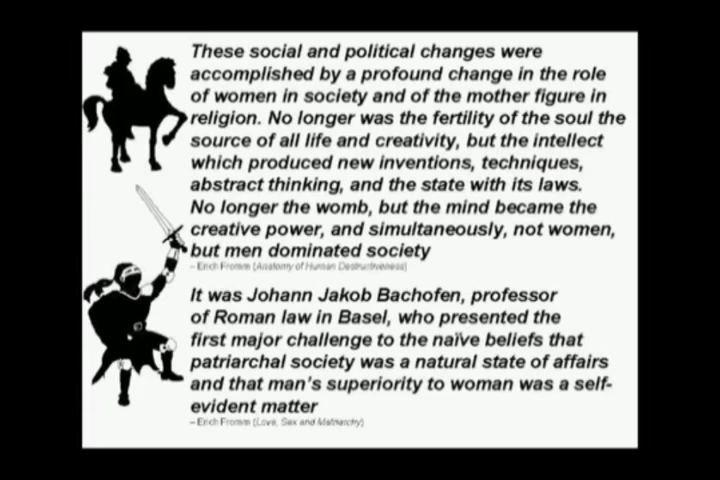 These social and political changes were
accomplished by a profound change in the role
of women in society and of the mother figure in
religion. No longer was the fertility of the soul the
source of all life and creativity, but the intellect
which produced new inventions, techniques,
abstract thinking, and the state with its laws.
No longer the womb, but the mind became the
creative power, and simultaneously, not women,
but men dominated society
– Erich Fromm (Anatomy of Human Destructiveness)
It was Johann Jakob Bachofen, professor
of Roman law in Basel, who presented the
first major challenge to the naïve beliefs that
patriarchal society was a natural state of affairs
and that man's superiority to woman was a self-
evident matter
– Erich Fromm (Love, Sex and Matriarchy)